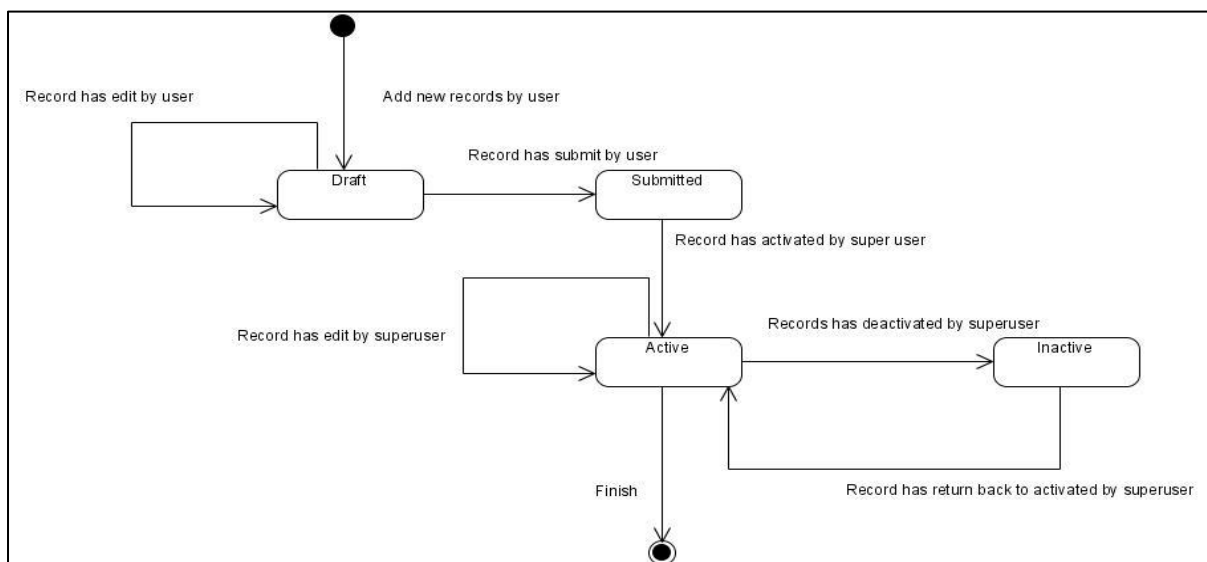 Record has edit by user
Add new records by user
Record has submit by user
Draft
Submitted
Record has activated by super user
Record has edit by superuser
Records has deactivated by superuser
Active
Inactive
Finish
Record has return back to activated by superuser